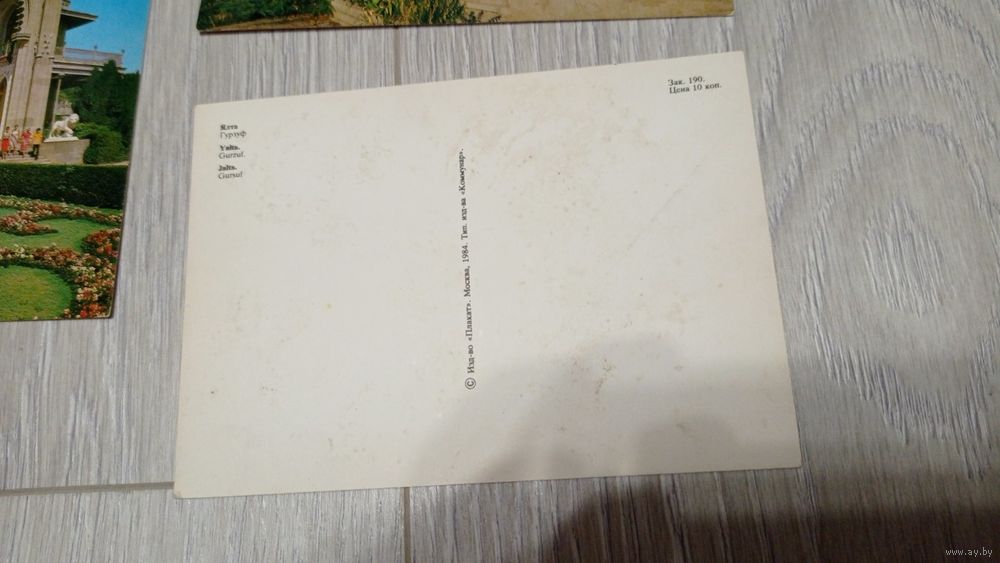 Ялта
Гурзуф
Yalta.
Gurzuf.
Jalta.
Gursuf
Зак. 190.
Цена 10 коп.
© Изд-во «Плакат». Москва, 1984. Тип. изд-ва «Коммунар».
www.ay.by